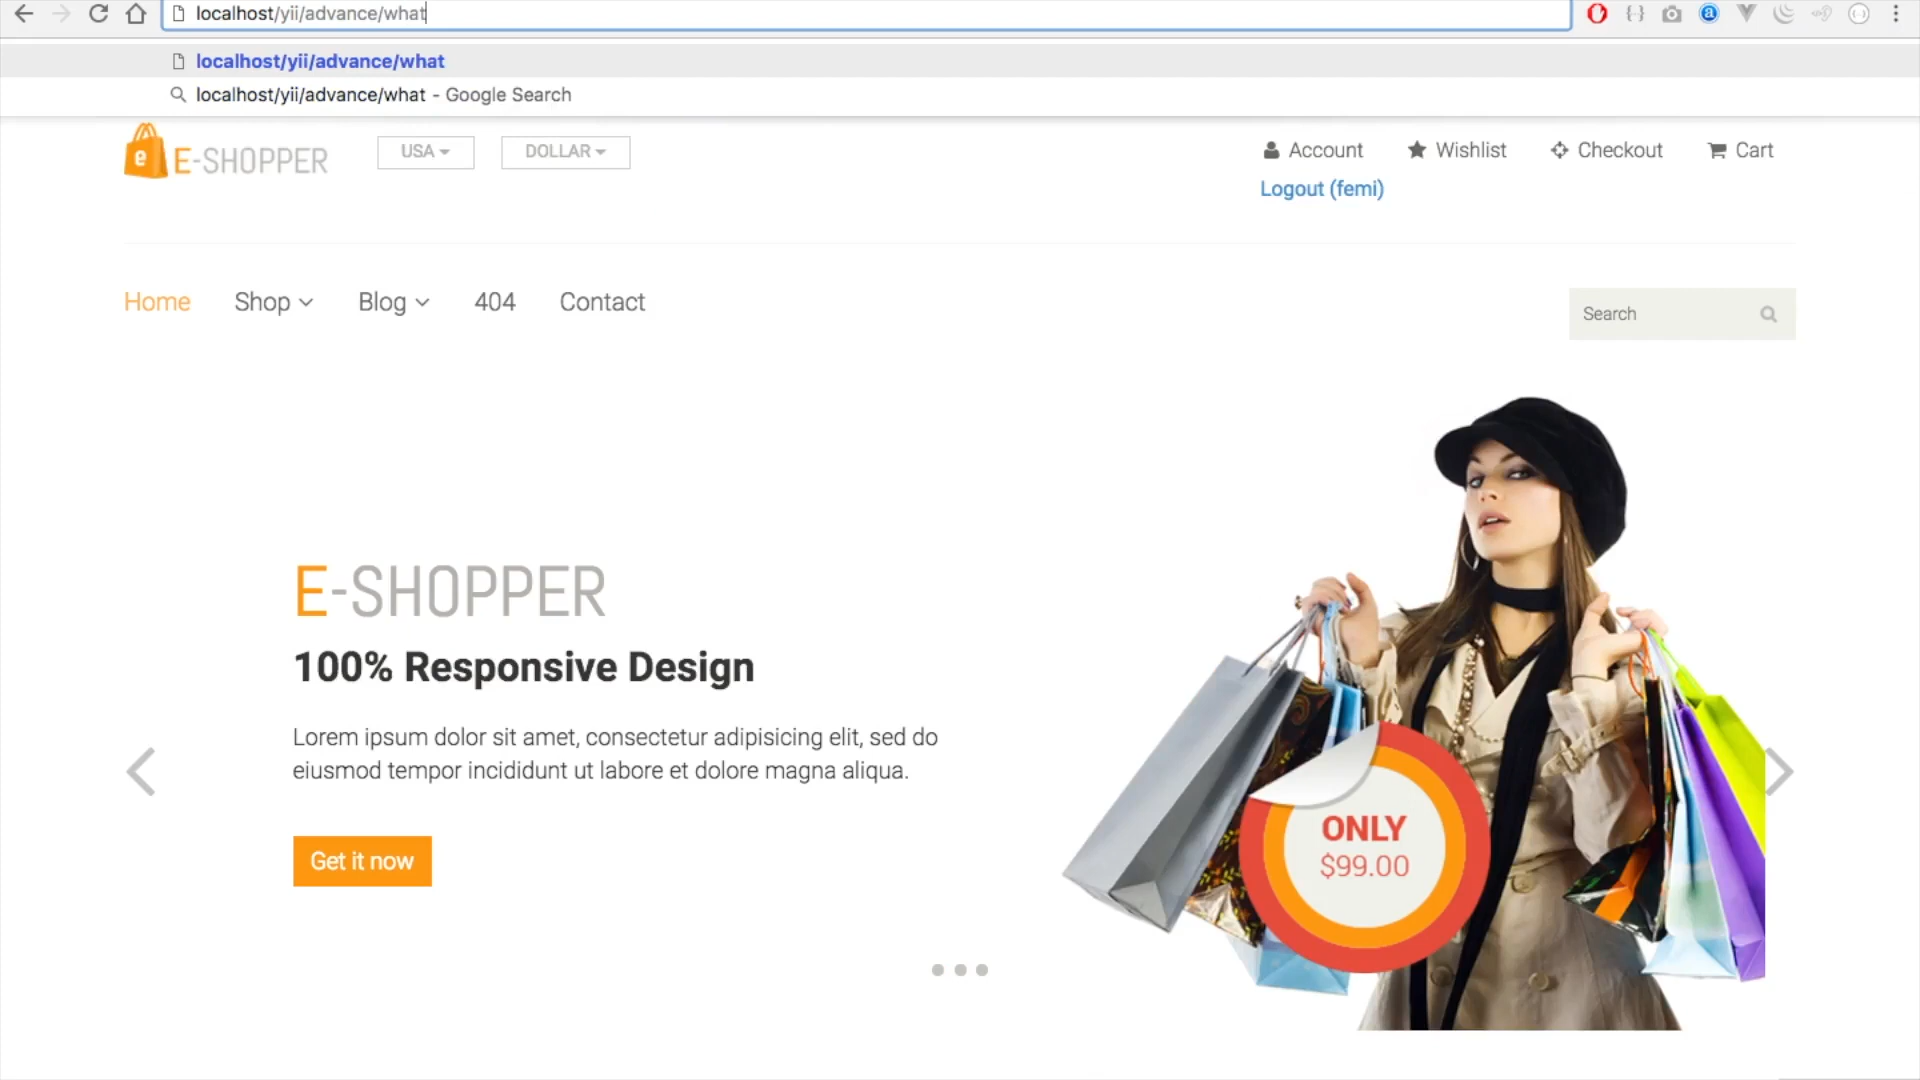 localhost/yii/advance/what
localhost/yii/advance/what
localhost/yii/advance/what - Google Search
e E-SHOPPER
USA
DOLLAR
Account
Wishlist
Checkout
Cart
Logout (femi)
Home
Shop
Blog
404
Contact
Search
E-SHOPPER
100% Responsive Design
Lorem ipsum dolor sit amet, consectetur adipisicing elit, sed do
eiusmod tempor incididunt ut labore et dolore magna aliqua.
Get it now
ONLY
$99.00